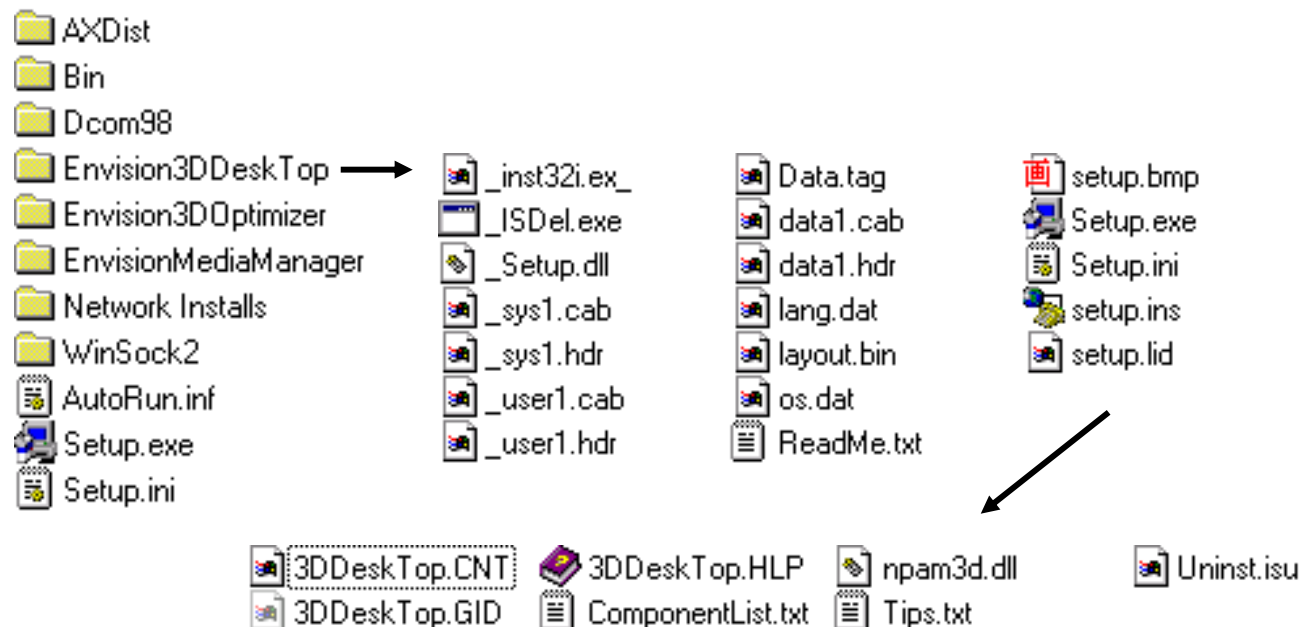 AXDist
Bin
Dcom98
Envision3DDeskTop
Envision3DOptimizer
EnvisionMediaManager
Network Installs
WinSock2
AutoRun.inf
Setup.exe
Setup.ini
_inst32i.ex_
_ISDel.exe
_Setup.dll
_sys1.cab
_sys1.hdr
_user1.cab
_user1.hdr
Data.tag
data1.cab
data1.hdr
lang.dat
layout.bin
os.dat
ReadMe.txt
画
setup.bmp
Setup.exe
Setup.ini
setup.ins
setup.lid
3DDeskTop.CNT
3DDeskTop.GID
3DDeskTop.HLP
ComponentList.txt
npam3d.dll
Tips.txt
Uninst.isu